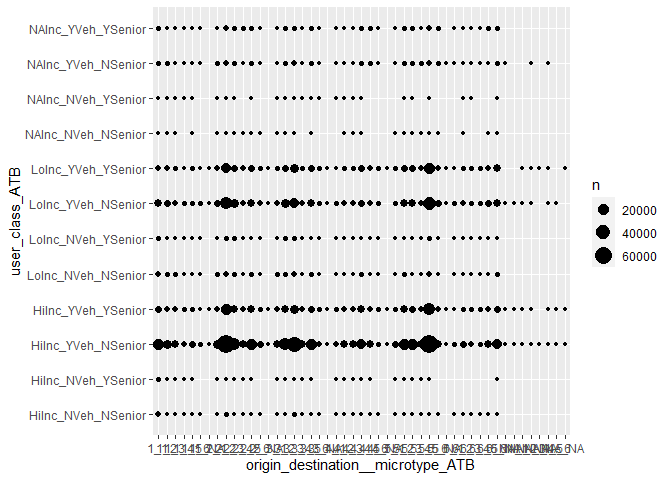 NAInc_YVeh_YSenior
NAInc_YVeh_NSenior
NAInc_NVeh_YSenior
NAInc_NVeh_NSenior
LoInc_YVeh_YSenior
LoInc_YVeh_NSenior
LoInc_NVeh_YSenior
LoInc_NVeh_NSenior
HiInc_YVeh_YSenior
HiInc_YVeh_NSenior
HiInc_NVeh_YSenior
HiInc_NVeh_NSenior
user_class_ATB
origin_destination__microtype_ATB
n
20000
40000
60000